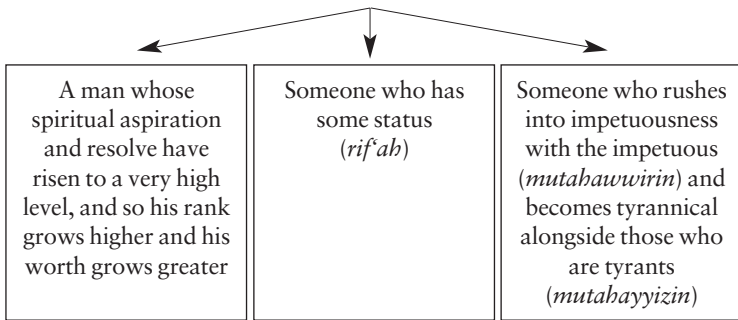 A man whose
spiritual aspiration
and resolve have
risen to a very high
level, and so his rank
grows higher and his
worth grows greater
Someone who has
some status
(rif‘ah)
Someone who rushes
into impetuousness
with the impetuous
(mutahawwirin) and
becomes tyrannical
alongside those who
are tyrants
(mutahayyizin)